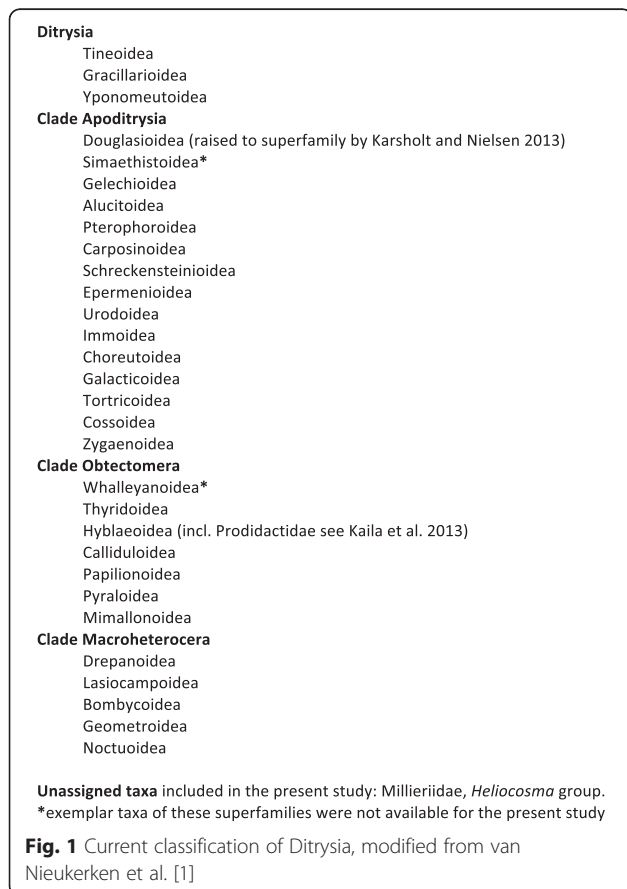 Ditrysia
Tineoidea
Gracillarioidea
Yponomeutoidea
Clade Apoditrysia
Douglasioidea (raised to superfamily by Karsholt and Nielsen 2013)
Simaethistoidea*
Gelechioidea
Alucitoidea
Pterophoroidea
Carposinoidea
Schreckensteinioidea
Epermenioidea
Urodoidea
Immoidea
Choreutoidea
Galacticoidea
Tortricoidea
Cossoidea
Zygaenoidea
Clade Obtectomera
Whalleyanoidea*
Thyridoidea
Hyblaeoidea (incl. Prodidactidae see Kaila et al. 2013)
Calliduloidea
Papilionoidea
Pyraloidea
Mimallonoidea
Clade Macroheterocera
Drepanoidea
Lasiocampoidea
Bombycoidea
Geometroidea
Noctuoidea
Unassigned taxa included in the present study: Millieriidae, Heliocosma group.
*exemplar taxa of these superfamilies were not available for the present study
Fig. 1 Current classification of Ditrysia, modified from van
Nieukerken et al. [1]